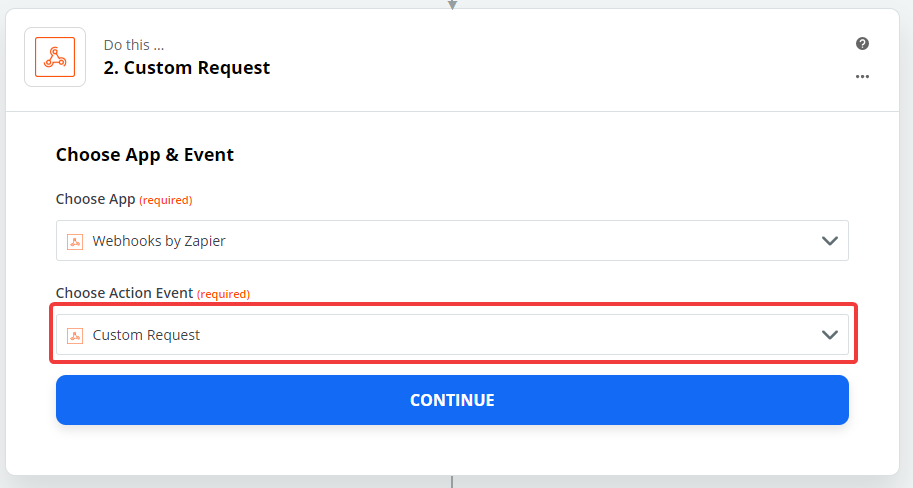 Do this ...
2. Custom Request
Choose App & Event
Choose App (required)
Webhooks by Zapier
Choose Action Event (required)
Custom Request
CONTINUE